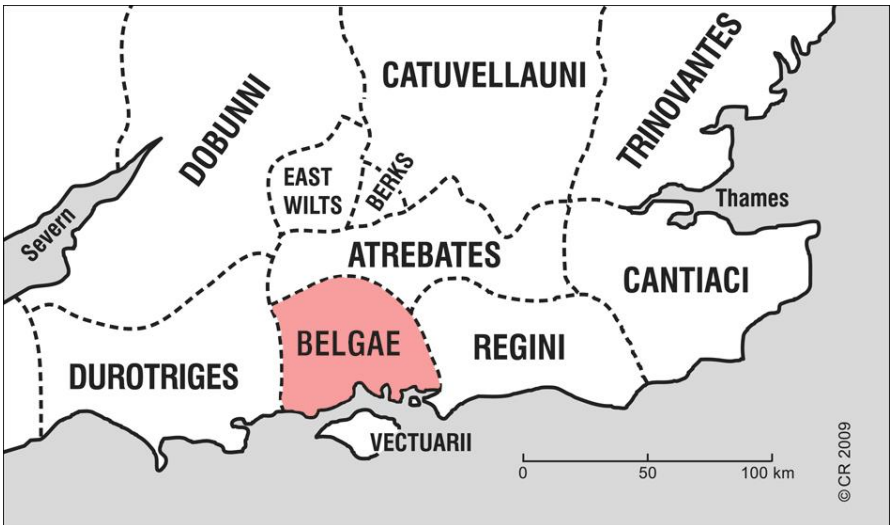 CATUVELLAUNI
TRINOVANTES
DOBUNNI
EAST
WILTS
BERKS
Thames
Severn
ATREBATES
CANTIACI
BELGAE
REGINI
DUROTRIGES
VECTUARII
0 50 100 km
©CR 2009